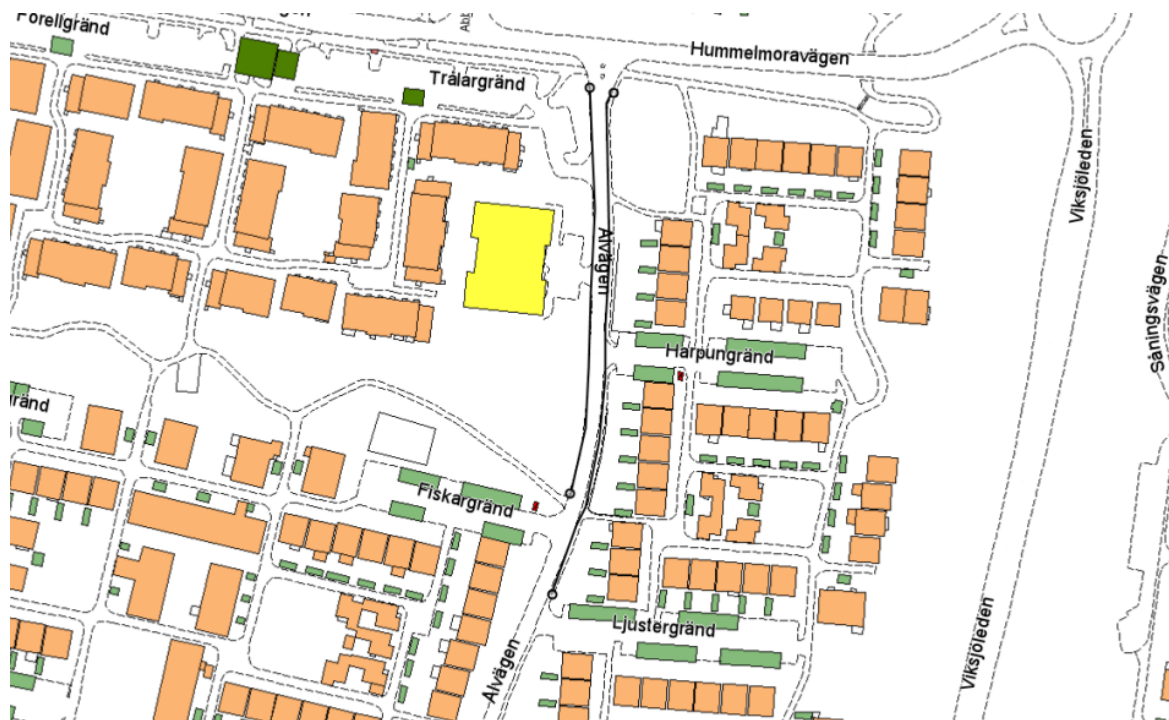 Forellgränd
Hummelmoravägen
Trålargränd
Viksjöleden
Alvägen
Såningsvägen
Harpungränd
gränd
Fiskargränd
Ljustergränd
Viksjöleden
Alvägen